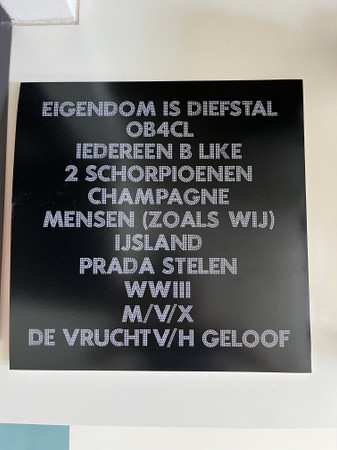 EIGENDOM IS DIEFSTAL
OB4CL
IEDEREEN B LIKE
2 SCHORPIOENEN
CHAMPAGNE
MENSEN (ZOALS WIJ)
IJSLAND
PRADA STELEN
WWIII
M/V/X
DE VRUCHT V/H GELOOF